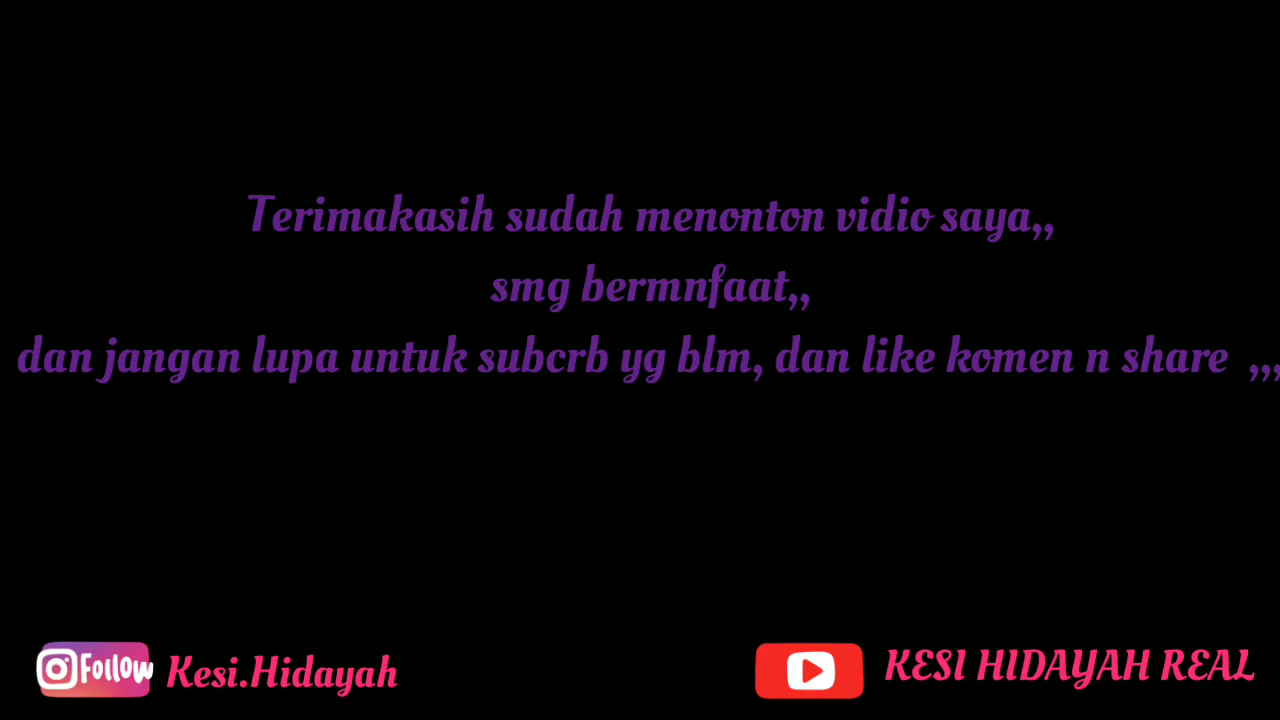 Terimakasih sudah menonton vidio saya,,
smg bermnfaat,,
dan jangan lupa untuk subcrb yg blm, dan like komen n share ,,,
Follow Kesi.Hidayah
KESI HIDAYAH REAL